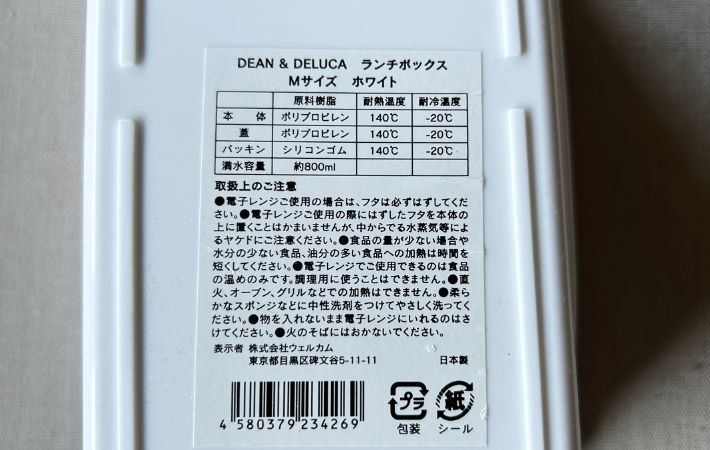 DEAN & DELUCA ランチボックス
Mサイズ ホワイト
原料樹脂 耐熱温度 耐冷温度
本体 ポリプロピレン 140℃ -20℃
蓋 ポリプロピレン 140℃ -20℃
パッキン シリコンゴム 140℃ -20℃
満水容量 約800ml
取扱上のご注意
●電子レンジご使用の場合は、フタは必ずはずしてくだ
さい。●電子レンジご使用の際にはずしたフタを本体の
上に置くことはかまいませんが、中からでる水蒸気等によ
るヤケドにご注意ください。●食品の量が少ない場合や
水分の少ない食品、油分の多い食品への加熱は時間を
短くしてください。●電子レンジでご使用できるのは食品
の温めのみです。調理用に使うことはできません。●直
火、オーブン、グリルなどでの加熱はできません。●柔ら
かなスポンジなどに中性洗剤をつけてやさしく洗ってく
ださい。●物を入れないまま電子レンジにいれるのはさ
けてください。●火のそばにはおかないでください。
表示者 株式会社ウェルカム
東京都目黒区碑文谷5-11-11 日本製
4 580379 234269
プラ 紙
包装 シール